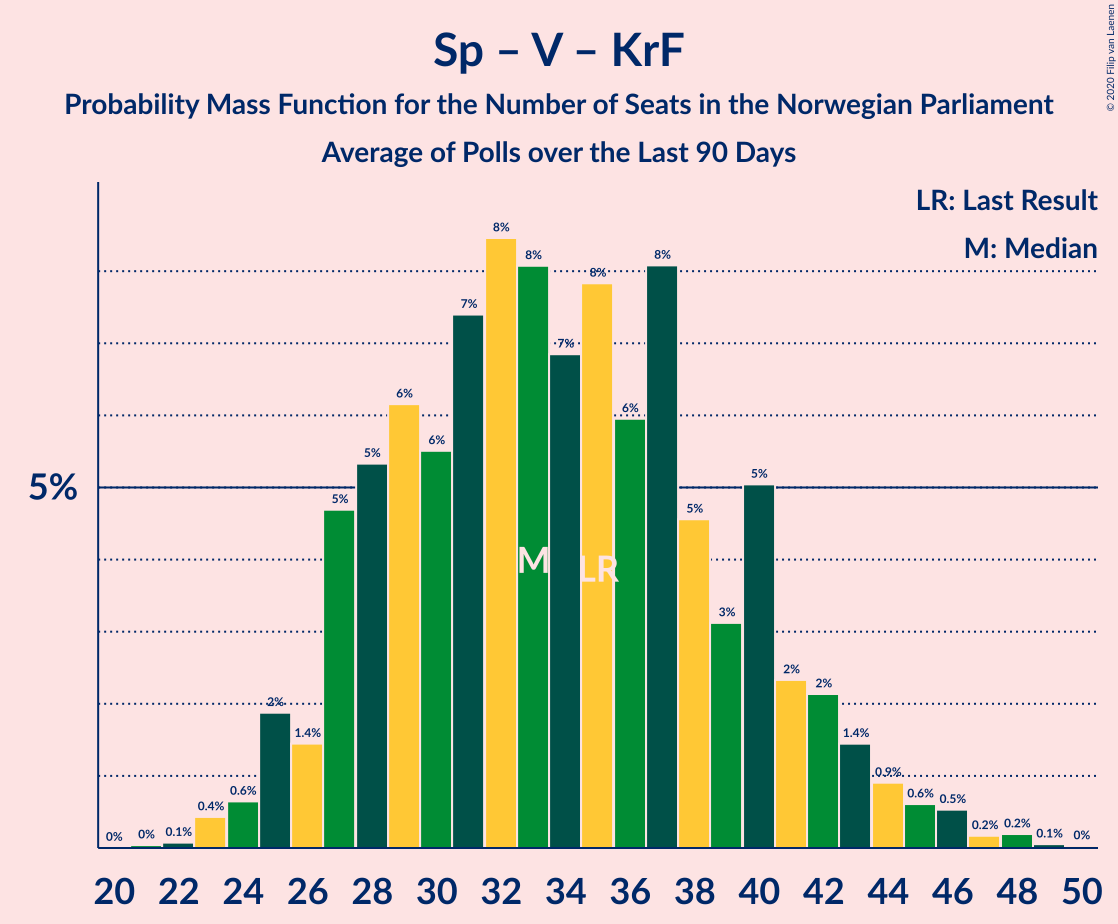 Sp – V – KrF
Probability Mass Function for the Number of Seats in the Norwegian Parliament
Average of Polls over the Last 90 Days
© 2020 Filip van Laenen
LR: Last Result
M: Median
5%
0% 0% 0.1% 0.4% 0.6% 2% 1.4% 5% 5% 6% 6% 7% 8% 8% 7% 8% 6% 8% 5% 3% 5% 2% 2% 1.4% 0.9% 0.6% 0.5% 0.2% 0.2% 0.1% 0%
M LR
20 22 24 26 28 30 32 34 36 38 40 42 44 46 48 50